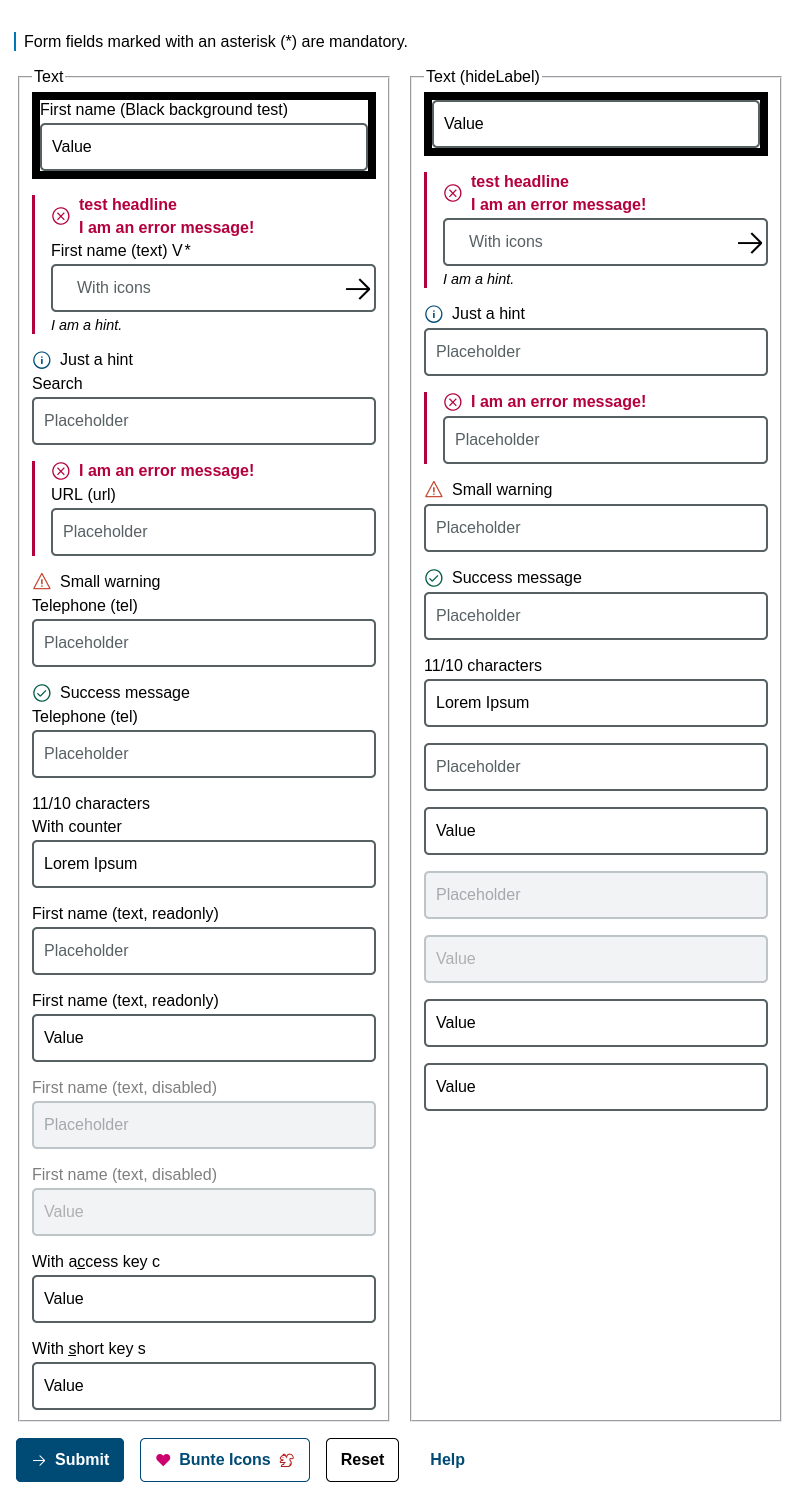 Form fields marked with an asterisk (*) are mandatory.
Text
First name (Black background test)
Value
test headline
I am an error message!
First name (text) V*
With icons
I am a hint.
Just a hint
Search
Placeholder
I am an error message!
URL (url)
Placeholder
Small warning
Telephone (tel)
Placeholder
Success message
Telephone (tel)
Placeholder
11/10 characters
With counter
Lorem Ipsum
First name (text, readonly)
Placeholder
First name (text, readonly)
Value
First name (text, disabled)
Placeholder
First name (text, disabled)
Value
With access key c
Value
With short key s
Value
Text (hideLabel)
Value
test headline
I am an error message!
With icons
I am a hint.
Just a hint
Placeholder
I am an error message!
Placeholder
Small warning
Placeholder
Success message
Placeholder
11/10 characters
Lorem Ipsum
Placeholder
Value
Placeholder
Value
Value
Value
Submit
Bunte Icons
Reset
Help